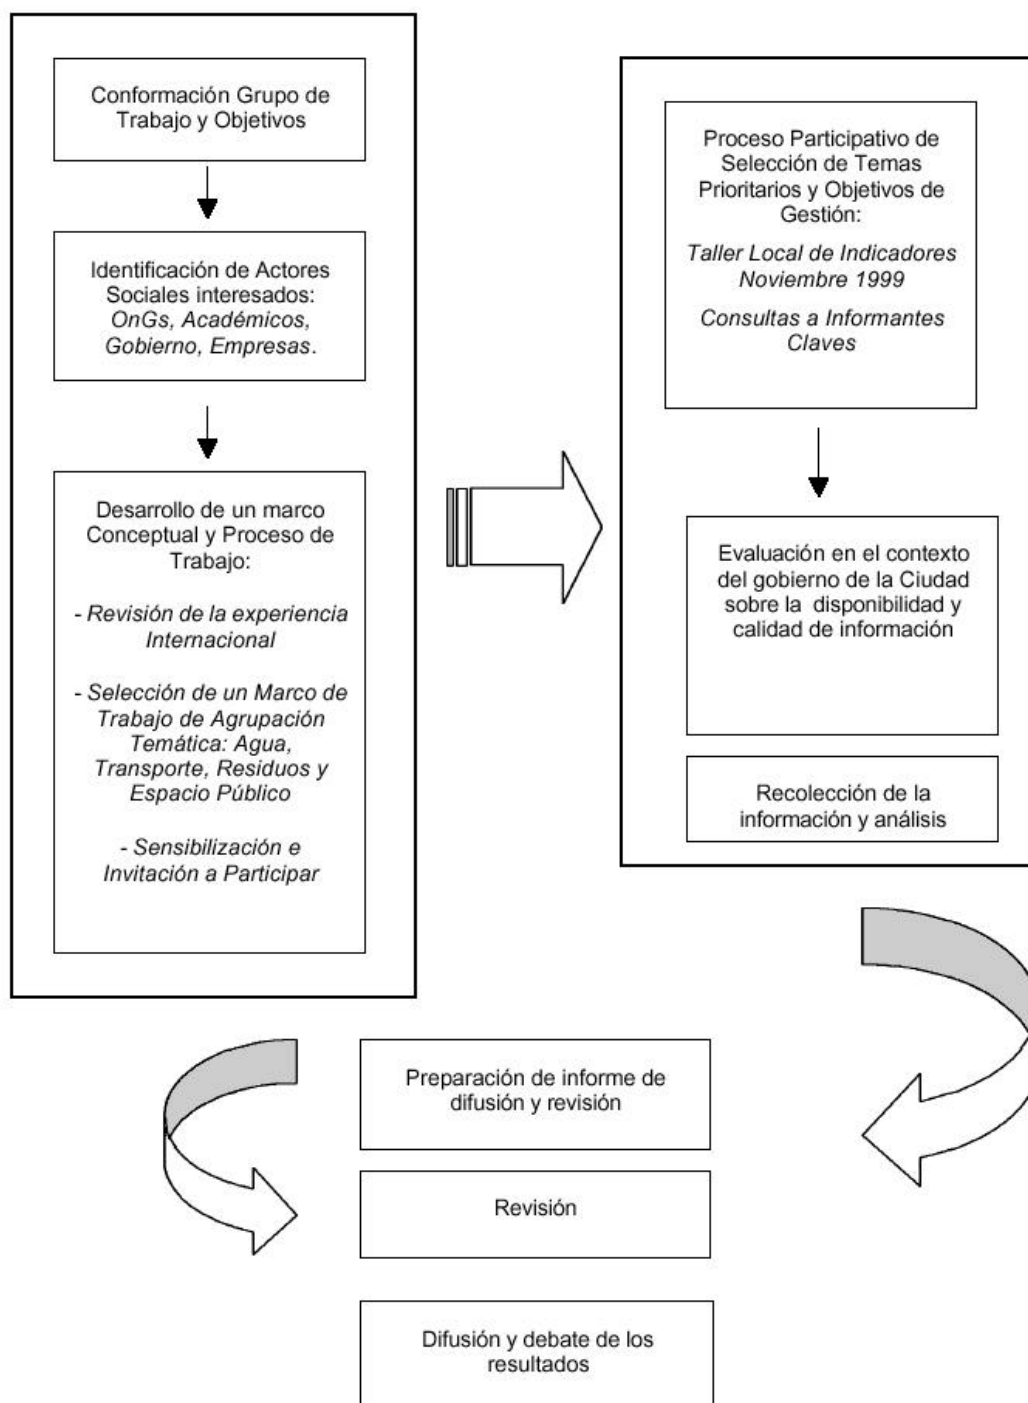 Conformación Grupo de
Trabajo y Objetivos
Identificación de Actores
Sociales interesados:
OnGs, Académicos,
Gobierno, Empresas.
Desarrollo de un marco
Conceptual y Proceso de
Trabajo:
- Revisión de la experiencia
Internacional
- Selección de un Marco de
Trabajo de Agrupación
Temática: Agua,
Transporte, Residuos y
Espacio Público
- Sensibilización e
Invitación a Participar
Proceso Participativo de
Selección de Temas
Prioritarios y Objetivos de
Gestión:
Taller Local de Indicadores
Noviembre 1999
Consultas a Informantes
Claves
Evaluación en el contexto
del gobierno de la Ciudad
sobre la disponibilidad y
calidad de información
Recolección de la
información y análisis
Preparación de informe de
difusión y revisión
Revisión
Difusión y debate de los
resultados